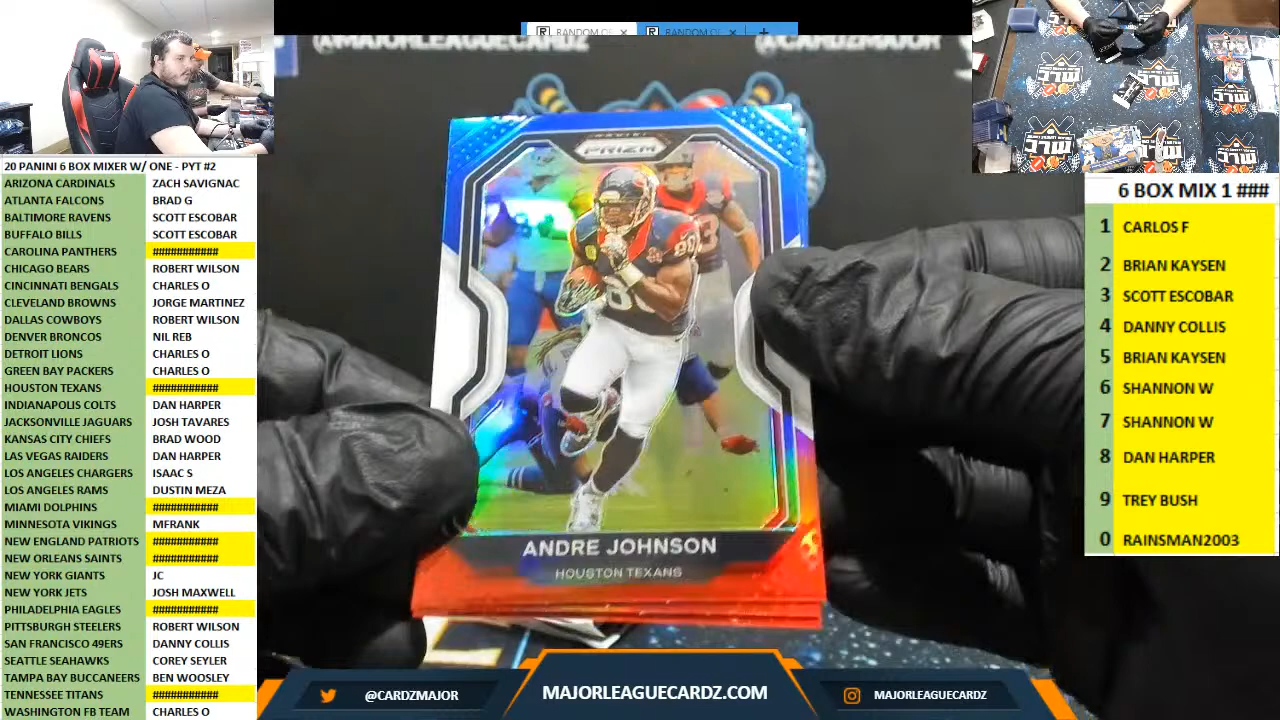 RANDOM.OR
RANDOM.OR
@MAJORLEAGUECARDZ
@CARDZMAJOR
20 PANINI 6 BOX MIXER W/ ONE - PYT #2
ARIZONA CARDINALS ZACH SAVIGNAC
ATLANTA FALCONS BRAD G
BALTIMORE RAVENS SCOTT ESCOBAR
BUFFALO BILLS SCOTT ESCOBAR
CAROLINA PANTHERS ###########
CHICAGO BEARS ROBERT WILSON
CINCINNATI BENGALS CHARLES O
CLEVELAND BROWNS JORGE MARTINEZ
DALLAS COWBOYS ROBERT WILSON
DENVER BRONCOS NIL REB
DETROIT LIONS CHARLES O
GREEN BAY PACKERS CHARLES O
HOUSTON TEXANS ###########
INDIANAPOLIS COLTS DAN HARPER
JACKSONVILLE JAGUARS JOSH TAVARES
KANSAS CITY CHIEFS BRAD WOOD
LAS VEGAS RAIDERS DAN HARPER
LOS ANGELES CHARGERS ISAAC S
LOS ANGELES RAMS DUSTIN MEZA
MIAMI DOLPHINS ###########
MINNESOTA VIKINGS MFRANK
NEW ENGLAND PATRIOTS ###########
NEW ORLEANS SAINTS ###########
NEW YORK GIANTS JC
NEW YORK JETS JOSH MAXWELL
PHILADELPHIA EAGLES ###########
PITTSBURGH STEELERS ROBERT WILSON
SAN FRANCISCO 49ERS DANNY COLLIS
SEATTLE SEAHAWKS COREY SEYLER
TAMPA BAY BUCCANEERS BEN WOOSLEY
TENNESSEE TITANS ###########
WASHINGTON FB TEAM CHARLES O
PRIZM
80
ANDRE JOHNSON
HOUSTON TEXANS
6 BOX MIX 1 ###
1 CARLOS F
2 BRIAN KAYSEN
3 SCOTT ESCOBAR
4 DANNY COLLIS
5 BRIAN KAYSEN
6 SHANNON W
7 SHANNON W
8 DAN HARPER
9 TREY BUSH
0 RAINSMAN2003
@CARDZMAJOR
MAJORLEAGUECARDZ.COM
MAJORLEAGUECARDZ